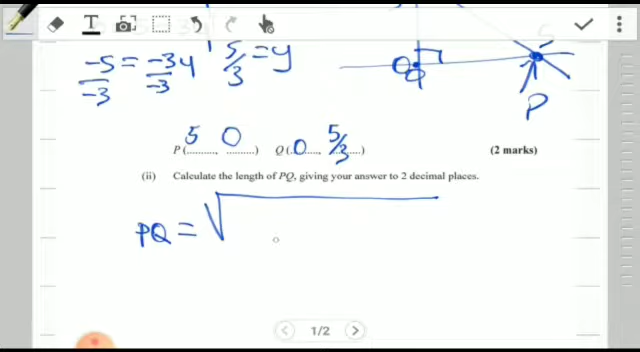 T
S
-5/-3 = -3y/-3 5/3 = y
O
P
P(5, 0) Q(0, 5/3) (2 marks)
(ii) Calculate the length of PQ, giving your answer to 2 decimal places.
PQ = √
1/2